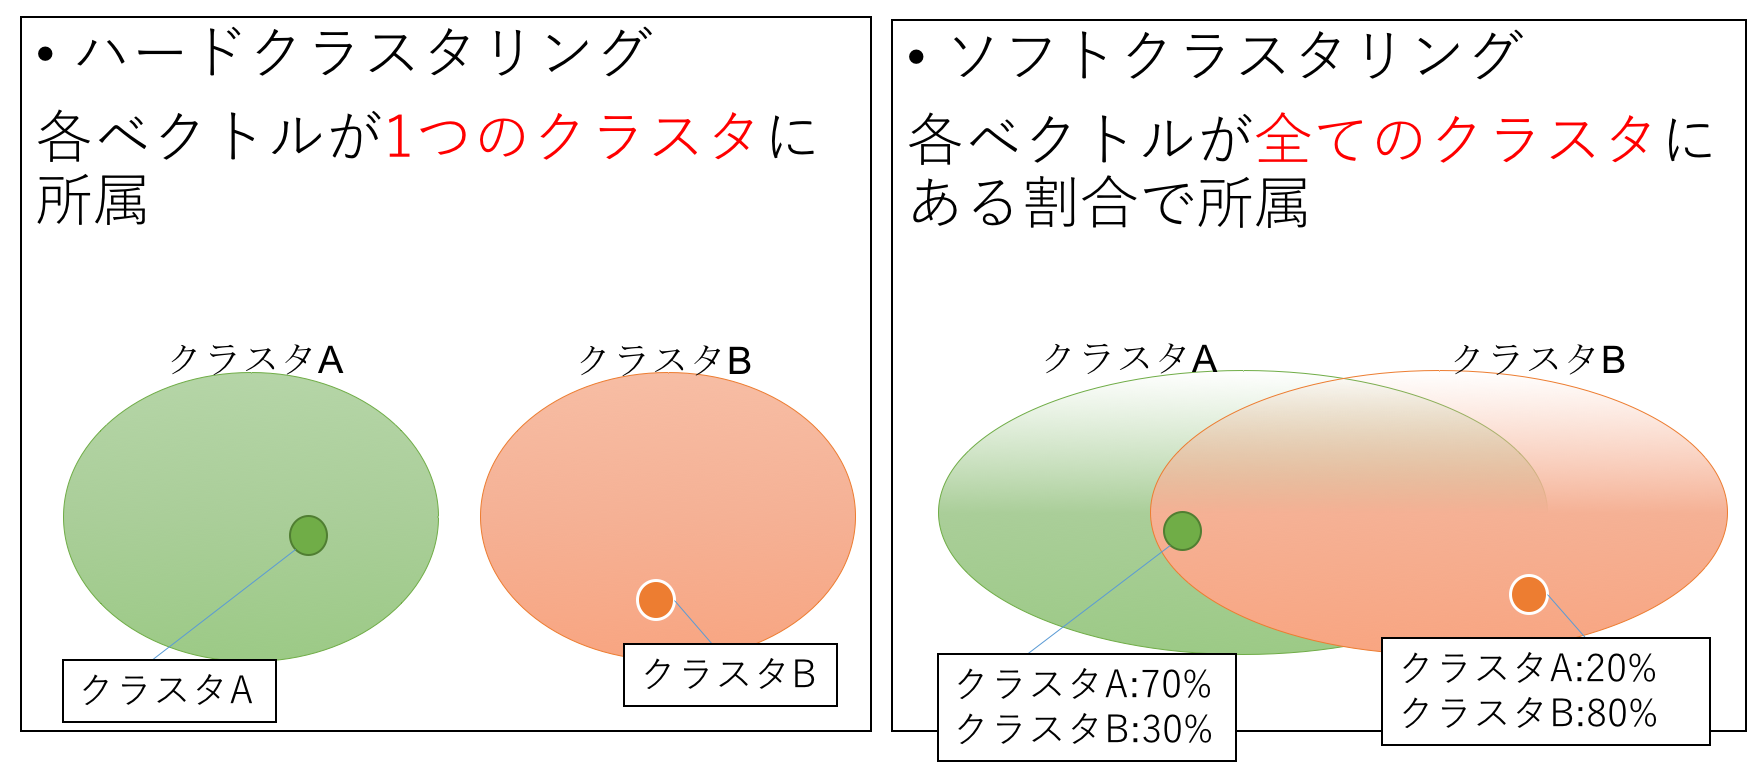 • ハードクラスタリング
各ベクトルが1つのクラスタに
所属
クラスタA
クラスタB
クラスタA
クラスタB
• ソフトクラスタリング
各ベクトルが全てのクラスタに
ある割合で所属
クラスタA
クラスタB
クラスタA:70%
クラスタB:30%
クラスタA:20%
クラスタB:80%